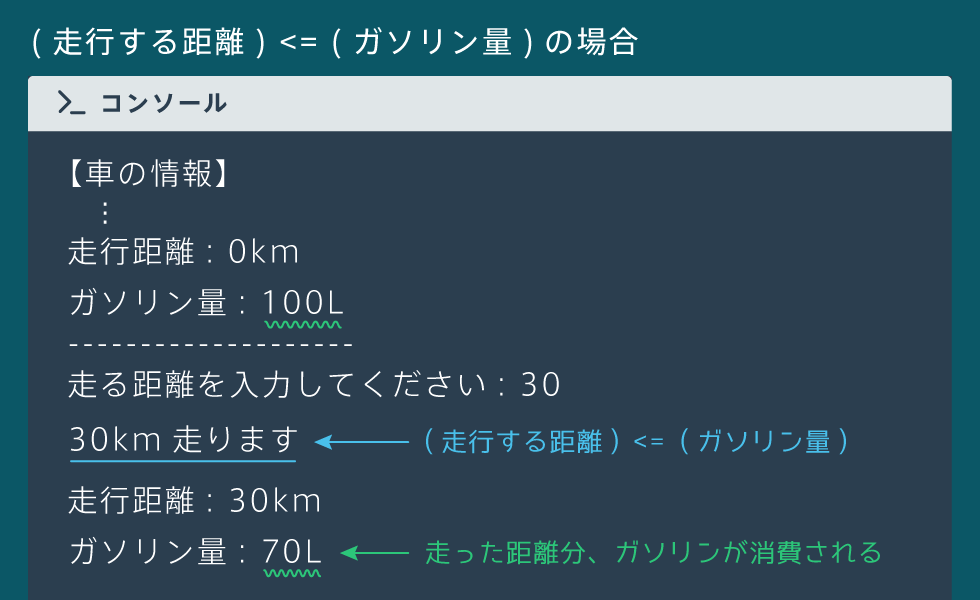 ( 走行する距離 ) <= ( ガソリン量 ) の場合
>_ コンソール
【車の情報】
⋮
走行距離 : 0km
ガソリン量 : 100L
--------------------
走る距離を入力してください : 30
30km 走ります ( 走行する距離 ) <= ( ガソリン量 )
走行距離 : 30km
ガソリン量 : 70L 走った距離分、ガソリンが消費される